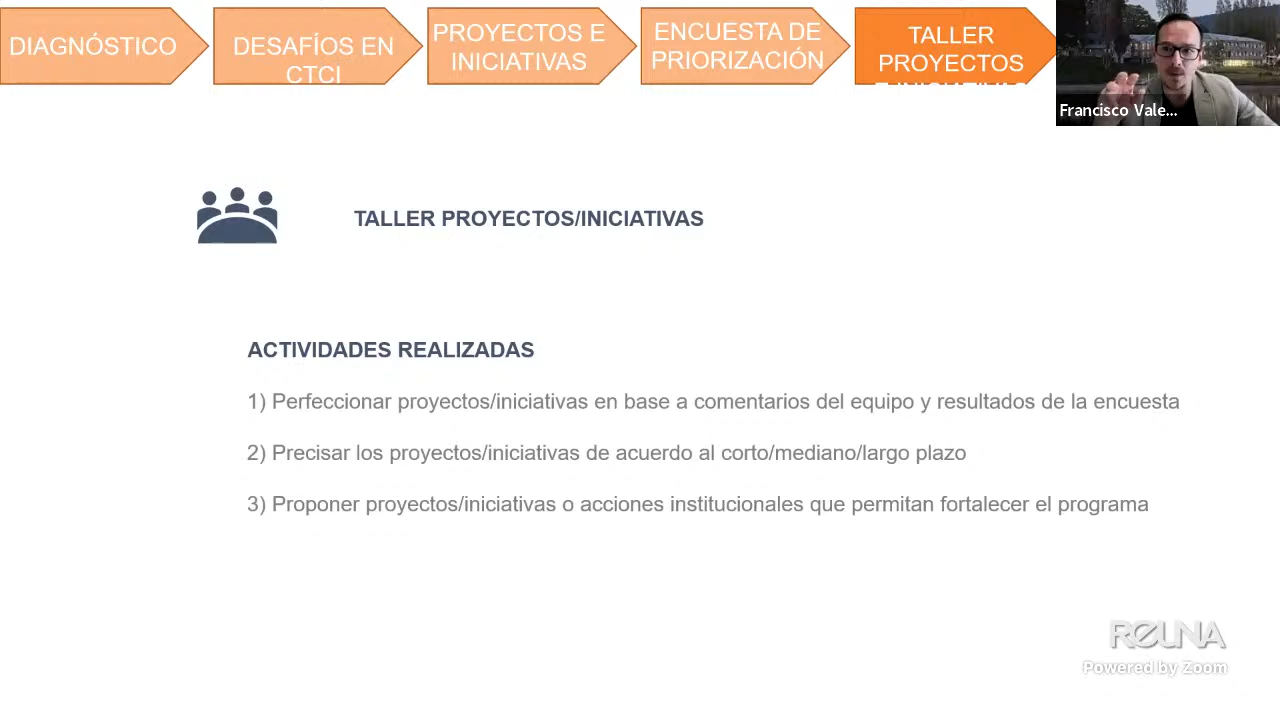 DIAGNÓSTICO
DESAFÍOS EN
CTCI
PROYECTOS E
INICIATIVAS
ENCUESTA DE
PRIORIZACIÓN
TALLER
PROYECTOS
E INICIATIVAS
Francisco Vale...
TALLER PROYECTOS/INICIATIVAS
ACTIVIDADES REALIZADAS
1) Perfeccionar proyectos/iniciativas en base a comentarios del equipo y resultados de la encuesta
2) Precisar los proyectos/iniciativas de acuerdo al corto/mediano/largo plazo
3) Proponer proyectos/iniciativas o acciones institucionales que permitan fortalecer el programa
REUNA
Powered by Zoom